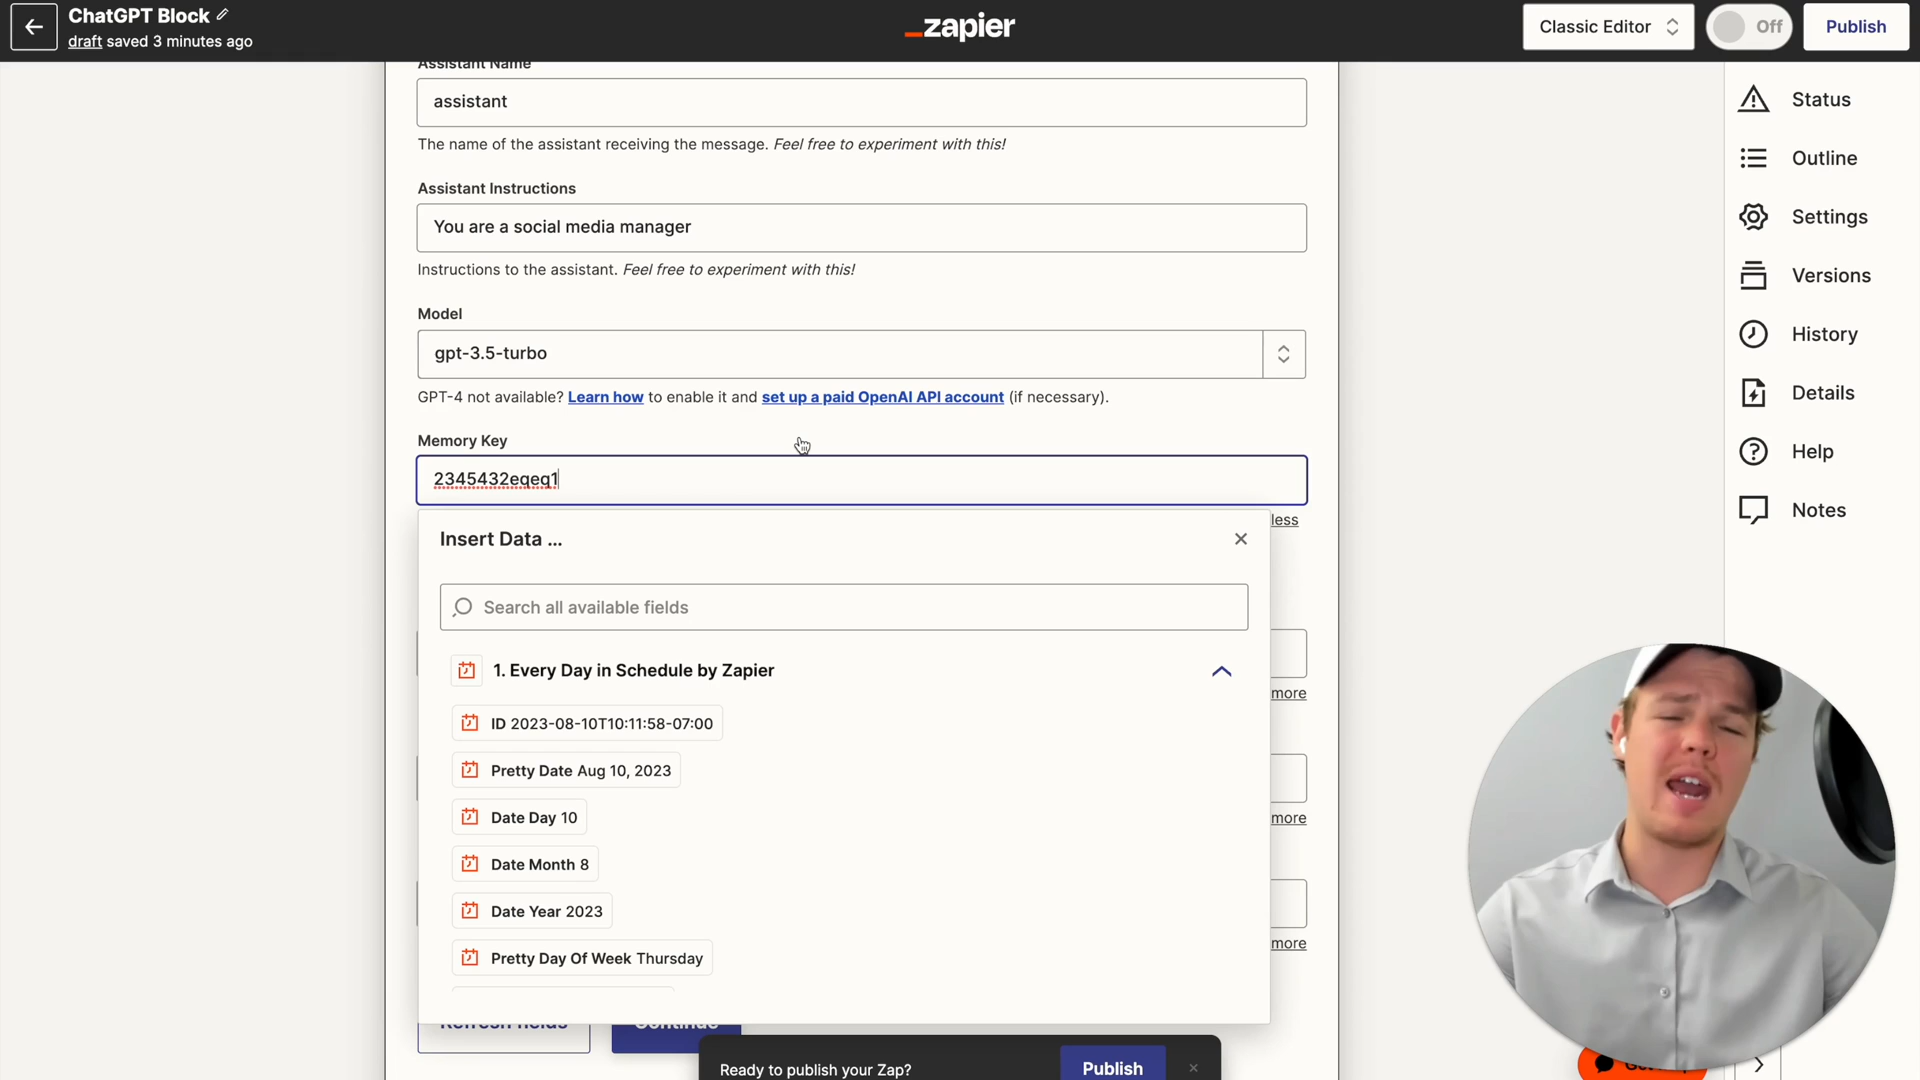 ChatGPT Block
draft saved 3 minutes ago
zapier
Classic Editor
Off
Publish
Assistant Name
assistant
The name of the assistant receiving the message. Feel free to experiment with this!
Assistant Instructions
You are a social media manager
Instructions to the assistant. Feel free to experiment with this!
Model
gpt-3.5-turbo
GPT-4 not available? Learn how to enable it and set up a paid OpenAI API account (if necessary).
Memory Key
2345432eqeq1
less
Insert Data ...
Search all available fields
1. Every Day in Schedule by Zapier
ID 2023-08-10T10:11:58-07:00
more
Pretty Date Aug 10, 2023
Date Day 10
more
Date Month 8
Date Year 2023
more
Pretty Day Of Week Thursday
Refresh fields
Continue
Ready to publish your Zap?
Publish
Status
Outline
Settings
Versions
History
Details
Help
Notes